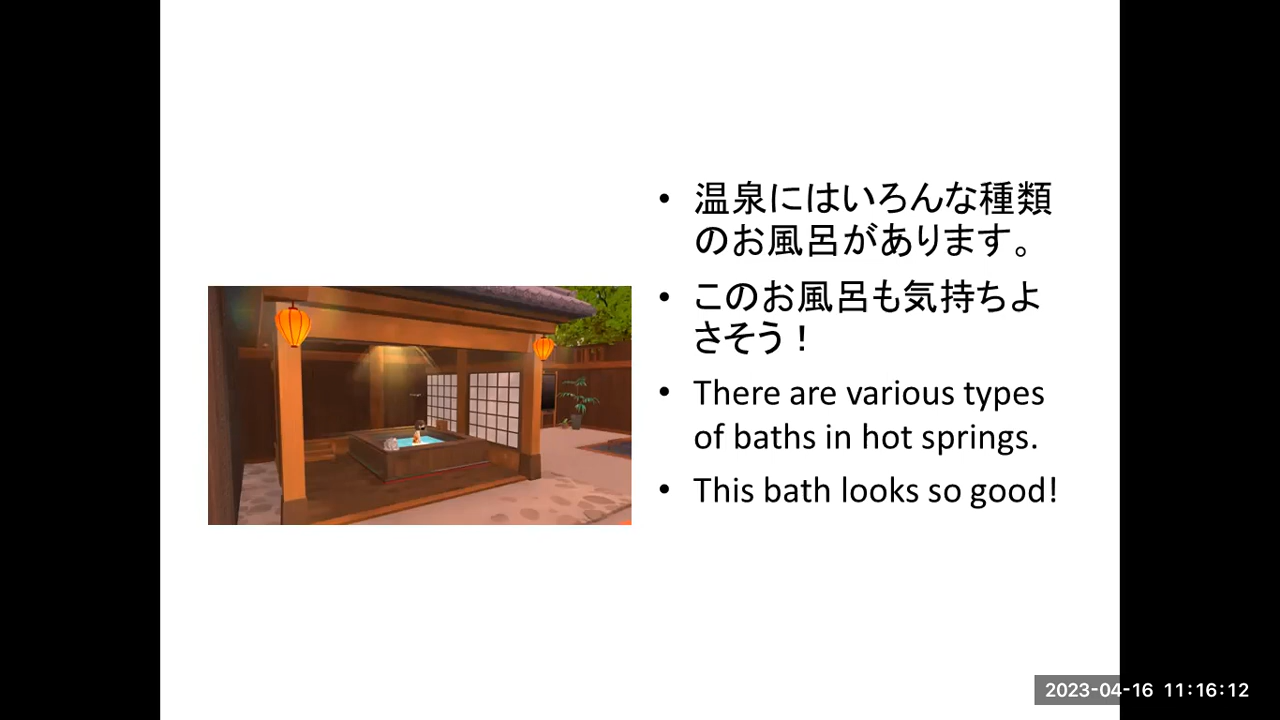 • 温泉にはいろんな種類
のお風呂があります。
• このお風呂も気持ちよ
さそう！
• There are various types
of baths in hot springs.
• This bath looks so good!
2023-04-16 11:16:12